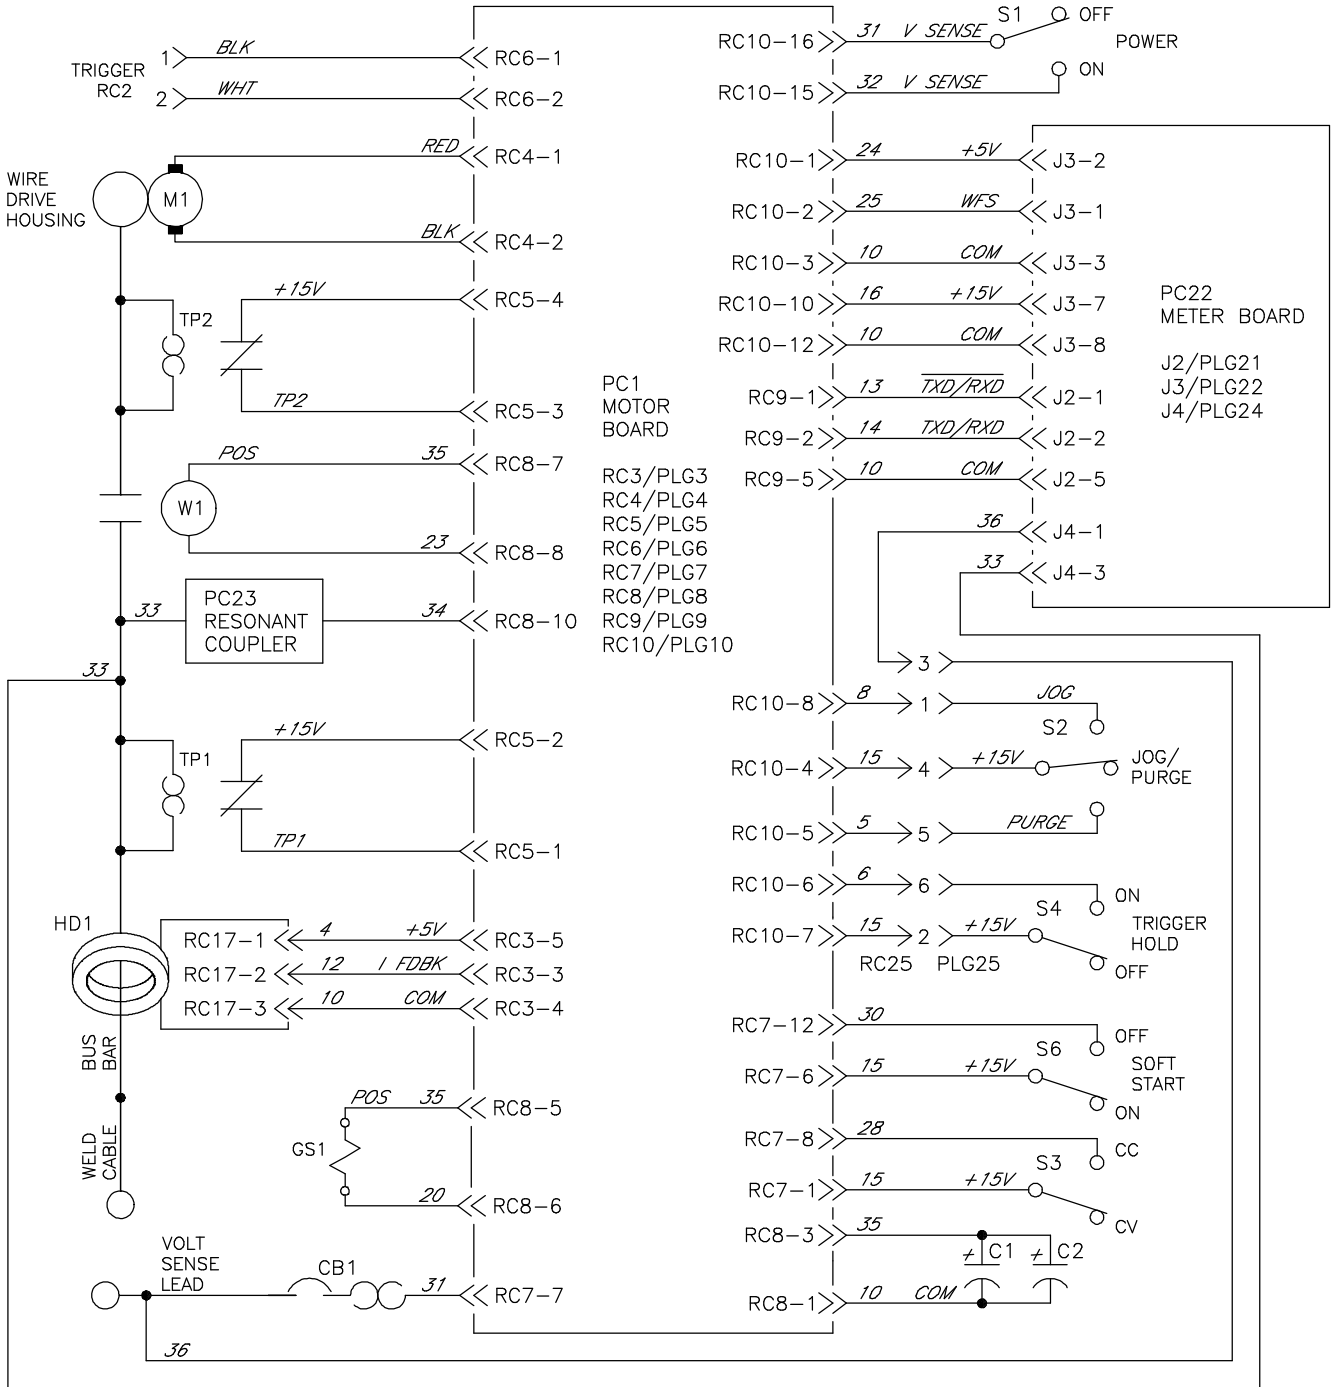 TRIGGER
RC2
1
BLK
RC6-1
2
WHT
RC6-2
RED
RC4-1
WIRE
DRIVE
HOUSING
M1
BLK
RC4-2
+15V
RC5-4
TP2
TP2
RC5-3
POS
35
RC8-7
W1
23
RC8-8
33
PC23
RESONANT
COUPLER
34
RC8-10
33
+15V
RC5-2
TP1
TP1
RC5-1
HD1
RC17-1
4
+5V
RC3-5
RC17-2
12
I FDBK
RC3-3
RC17-3
10
COM
RC3-4
BUS
BAR
WELD
CABLE
POS
35
RC8-5
GS1
20
RC8-6
VOLT
SENSE
LEAD
CB1
31
RC7-7
36
PC1
MOTOR
BOARD
RC3/PLG3
RC4/PLG4
RC5/PLG5
RC6/PLG6
RC7/PLG7
RC8/PLG8
RC9/PLG9
RC10/PLG10
RC10-16
31
V SENSE
S1
OFF
POWER
ON
RC10-15
32
V SENSE
RC10-1
24
+5V
J3-2
RC10-2
25
WFS
J3-1
RC10-3
10
COM
J3-3
RC10-10
16
+15V
J3-7
RC10-12
10
COM
J3-8
RC9-1
13
TXD/RXD
J2-1
RC9-2
14
TXD/RXD
J2-2
RC9-5
10
COM
J2-5
36
J4-1
33
J4-3
PC22
METER BOARD
J2/PLG21
J3/PLG22
J4/PLG24
3
RC10-8
8
1
JOG
S2
RC10-4
15
4
+15V
JOG/
PURGE
RC10-5
5
5
PURGE
RC10-6
6
6
ON
S4
TRIGGER
HOLD
RC10-7
15
2
+15V
OFF
RC25
PLG25
RC7-12
30
OFF
S6
SOFT
START
RC7-6
15
+15V
ON
RC7-8
28
CC
S3
RC7-1
15
+15V
CV
RC8-3
35
+
C1
+
C2
RC8-1
10
COM